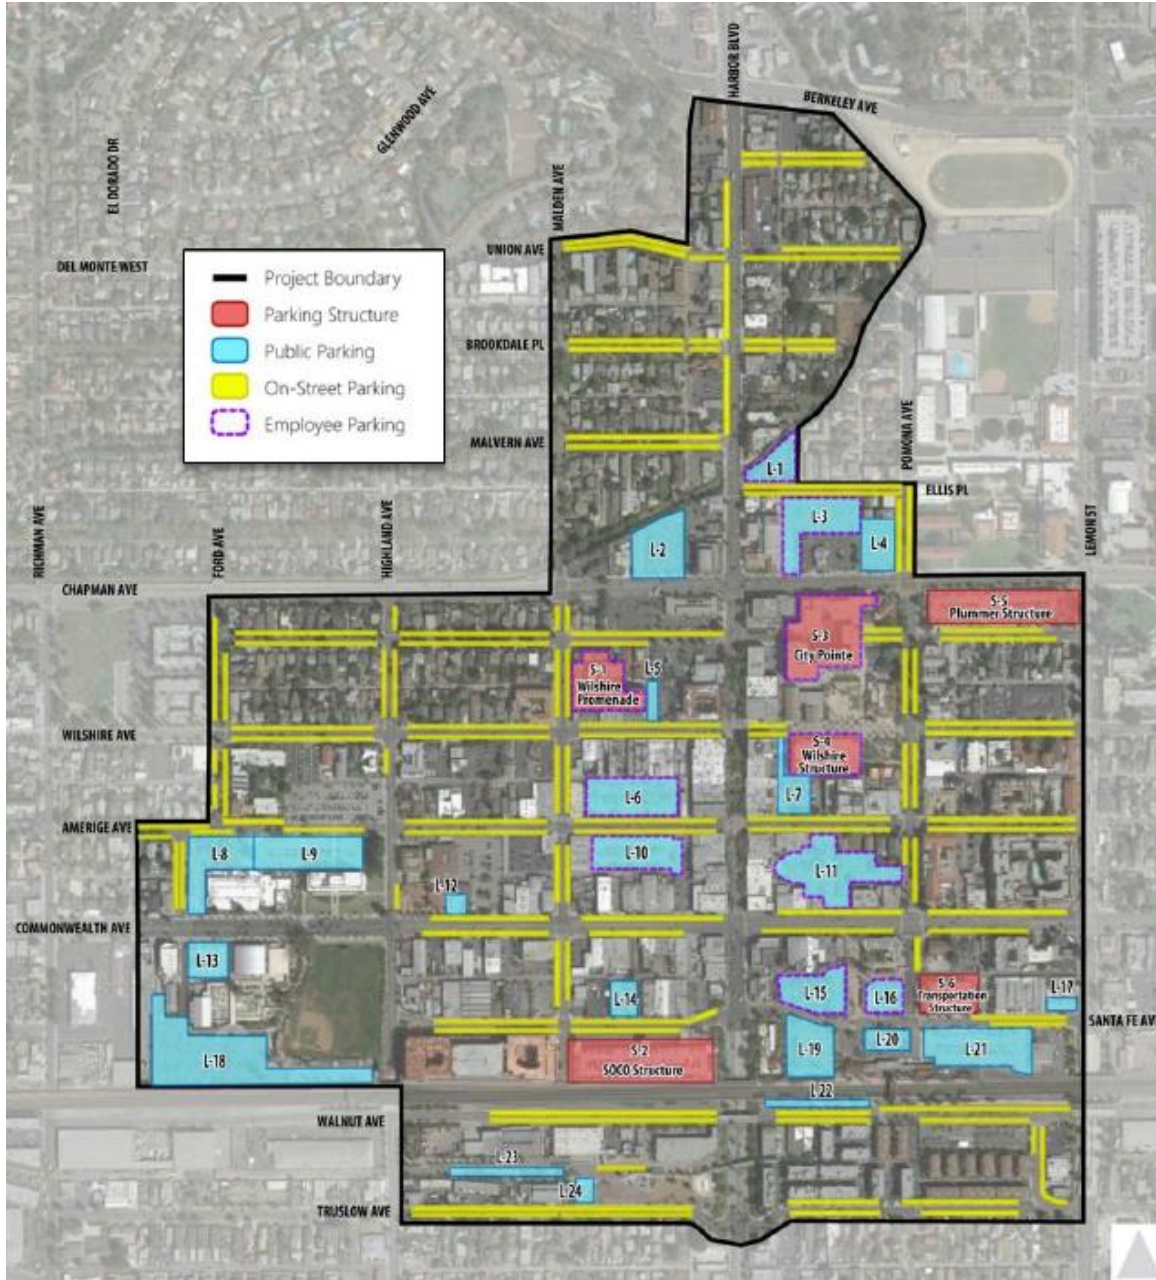 HARBOR BLVD
BERKELEY AVE
GLENWOOD AVE
EL DORADO DR
MALDEN AVE
UNION AVE
DEL MONTE WEST
Project Boundary
Parking Structure
Public Parking
On-Street Parking
Employee Parking
BROOKDALE PL
MALVERN AVE
POMONA AVE
L-1
ELLIS PL
RICHMAN AVE
FORD AVE
HIGHLAND AVE
LEMON ST
L-2
L-3
L-4
CHAPMAN AVE
S-5
Plummer Structure
S-3
City Pointe
S-1
Wilshire
Promenade
L-5
WILSHIRE AVE
S-4
Wilshire
Structure
L-6
L-7
AMERIGE AVE
L-8
L-9
L-10
L-11
L-12
COMMONWEALTH AVE
L-13
L-14
L-15
L-16
S-6
Transportation
Structure
L-17
SANTA FE AVE
L-18
S-2
SOCO Structure
L-19
L-20
L-21
L-22
WALNUT AVE
L-23
L-24
TRUSLOW AVE